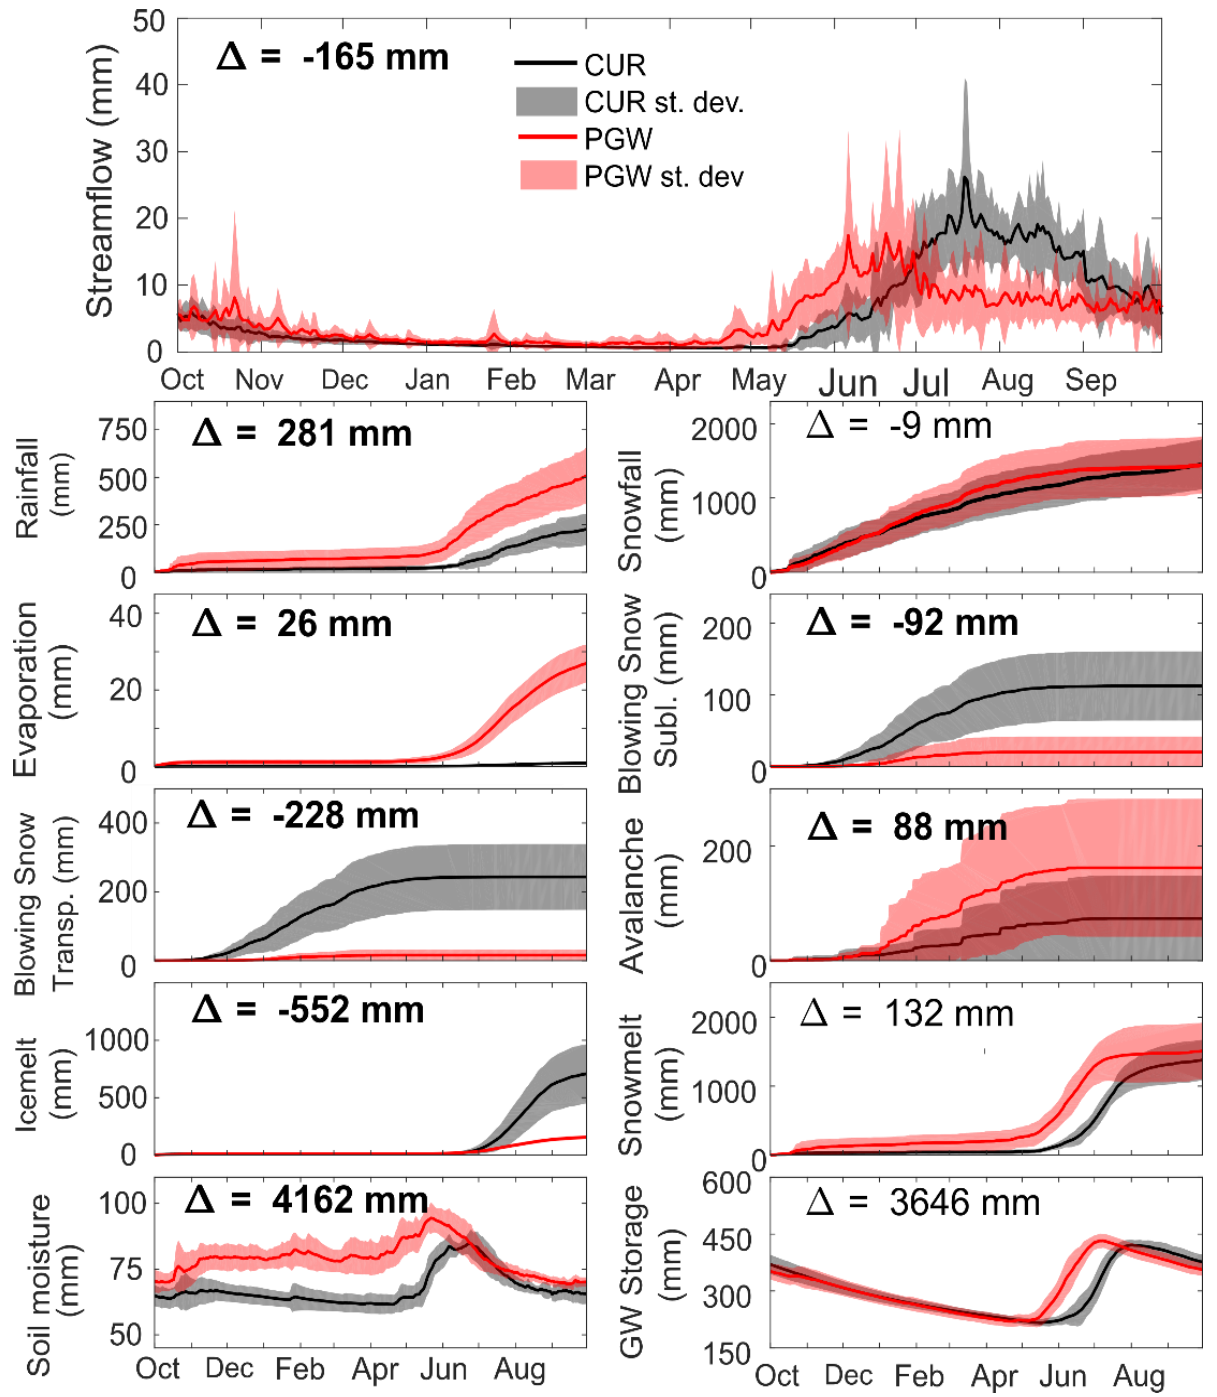 50
40
30
20
10
0
Streamflow (mm)
Δ = -165 mm
CUR
CUR st. dev.
PGW
PGW st. dev
Oct Nov Dec Jan Feb Mar Apr May Jun Jul Aug Sep
Rainfall
(mm)
750
500
250
0
Δ = 281 mm
Snowfall
(mm)
2000
1000
0
Δ = -9 mm
Evaporation
(mm)
40
20
0
Δ = 26 mm
Blowing Snow
Subl. (mm)
200
100
0
Δ = -92 mm
Blowing Snow
Transp. (mm)
400
200
0
Δ = -228 mm
Avalanche
(mm)
200
0
Δ = 88 mm
Icemelt
(mm)
1000
500
0
Δ = -552 mm
Snowmelt
(mm)
2000
1000
0
Δ = 132 mm
Soil moisture
(mm)
100
75
50
Δ = 4162 mm
Oct Dec Feb Apr Jun Aug
GW Storage
(mm)
600
450
300
150
Δ = 3646 mm
Oct Dec Feb Apr Jun Aug